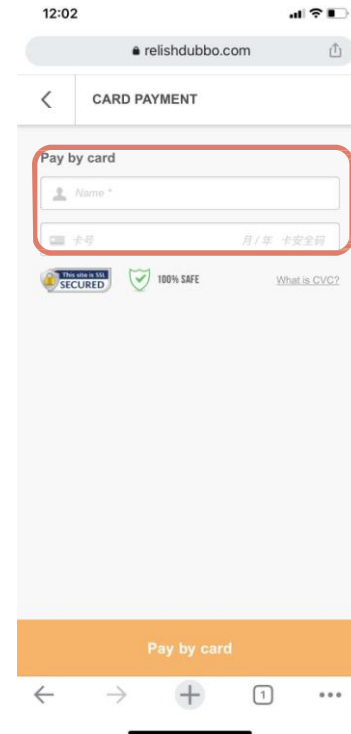 12:02
relishdubbo.com
CARD PAYMENT
Pay by card
Name *
卡号 月/年 卡安全码
This site is SSL
SECURED
100% SAFE
What is CVC?
Pay by card
1